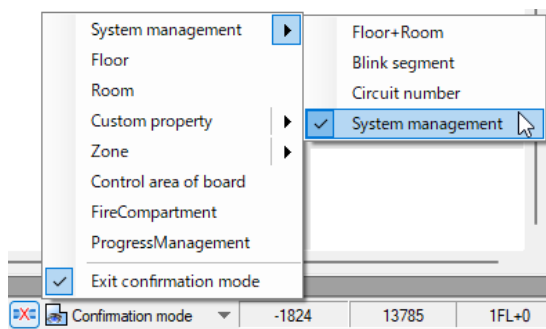 System management
Floor
Room
Custom property
Zone
Control area of board
FireCompartment
ProgressManagement
Exit confirmation mode
Floor+Room
Blink segment
Circuit number
System management
Confirmation mode -1824 13785 1FL+0